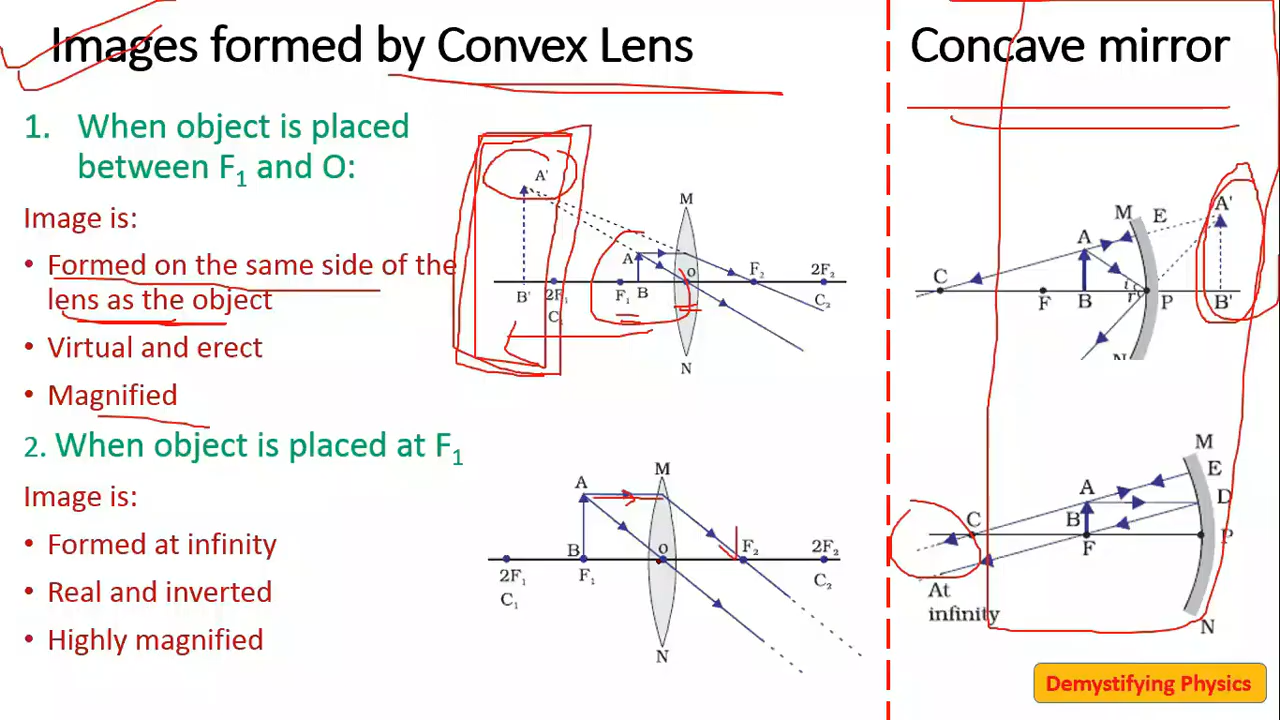 Images formed by Convex Lens
Concave mirror
1. When object is placed
between F₁ and O:
Image is:
• Formed on the same side of the
lens as the object
• Virtual and erect
• Magnified
2. When object is placed at F₁
Image is:
• Formed at infinity
• Real and inverted
• Highly magnified
A'
M
A
O
F₂
2F₂
B'
2F₁
F₁
B
C₂
N
M
A
B
O
F₂
2F₂
2F₁
F₁
C₂
C₁
N
M
E
A'
A
C
F
B
i
r
P
B'
M
E
A
D
C
B
F
P
At
infinity
N
Demystifying Physics